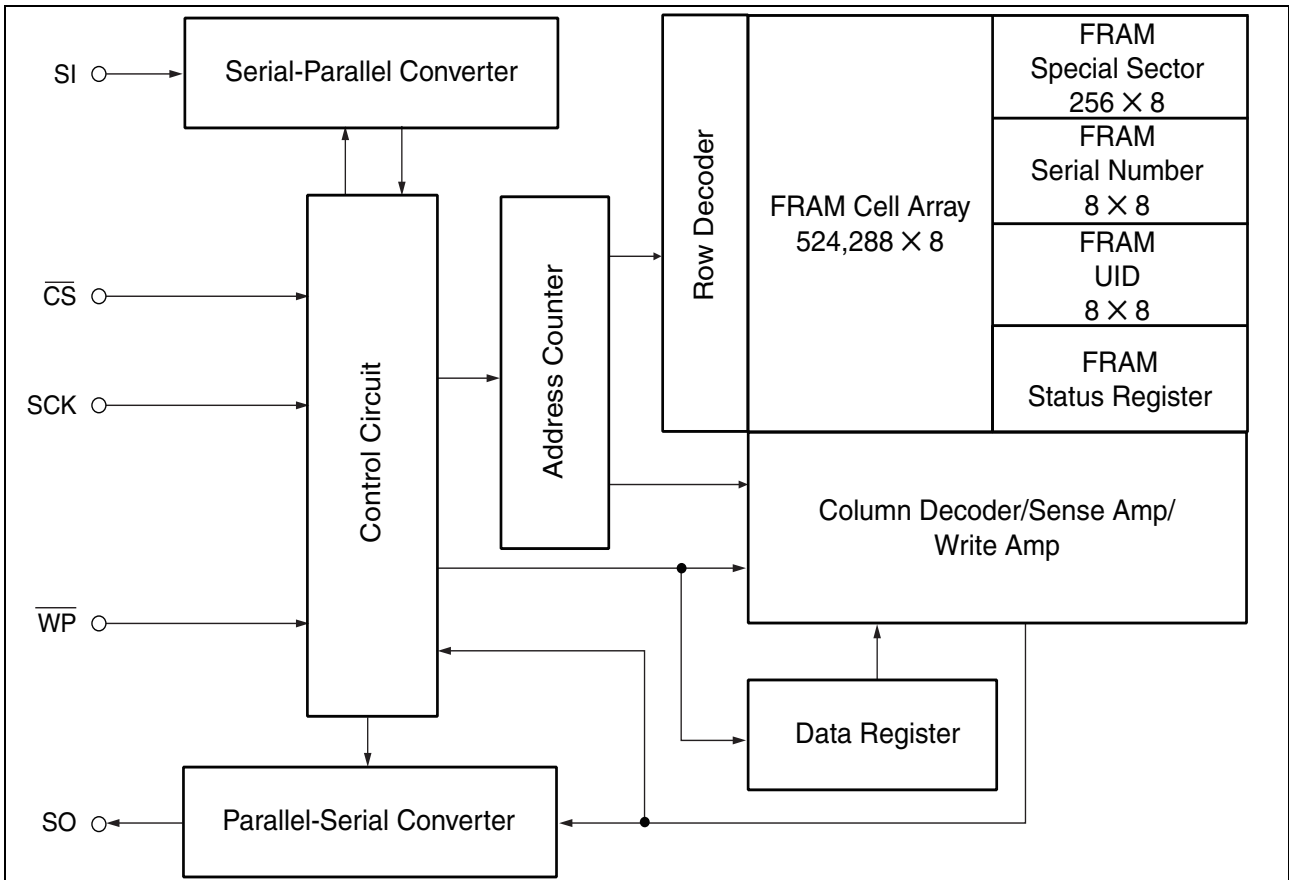 SI
Serial-Parallel Converter
FRAM
Special Sector
256 × 8
FRAM
Serial Number
8 × 8
FRAM
UID
8 × 8
FRAM
Status Register
Row Decoder
FRAM Cell Array
524,288 × 8
C̅S̅
SCK
Control Circuit
Address Counter
Column Decoder/Sense Amp/
Write Amp
W̅P̅
Data Register
SO
Parallel-Serial Converter